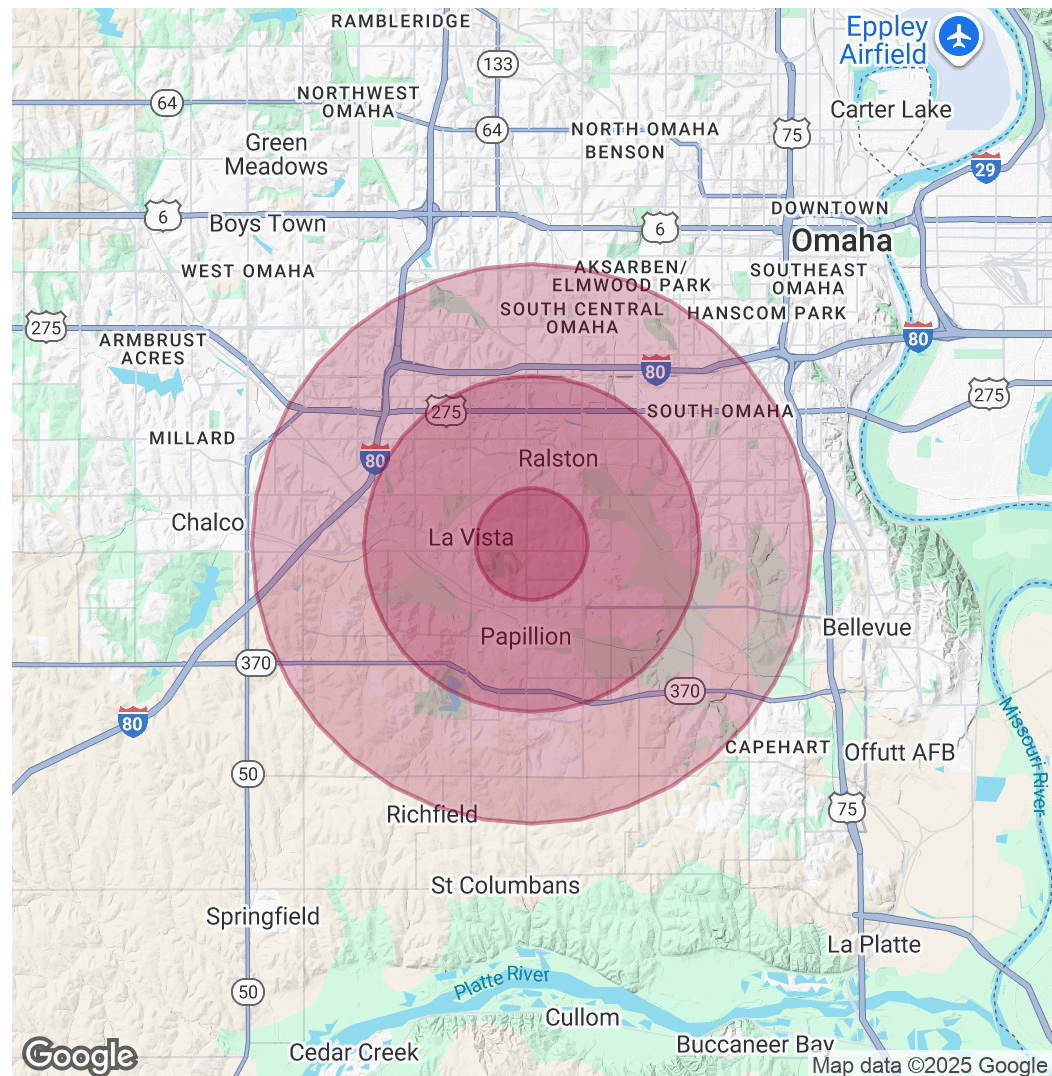 RAMBLERIDGE
Eppley
Airfield
133
64
NORTHWEST
OMAHA
Carter Lake
64
NORTH OMAHA
75
Green
Meadows
BENSON
29
6
Boys Town
DOWNTOWN
6
Omaha
WEST OMAHA
AKSARBEN/
ELMWOOD PARK
SOUTHEAST
OMAHA
SOUTH CENTRAL
OMAHA
HANSCOM PARK
275
ARMBRUST
ACRES
80
80
275
275
SOUTH OMAHA
MILLARD
80
Ralston
Chalco
La Vista
Papillion
Bellevue
370
370
80
Missouri River
CAPEHART
Offutt AFB
50
75
Richfield
St Columbans
Springfield
La Platte
50
Platte River
Cullom
Cedar Creek
Buccaneer Bay
Google
Map data ©2025 Google